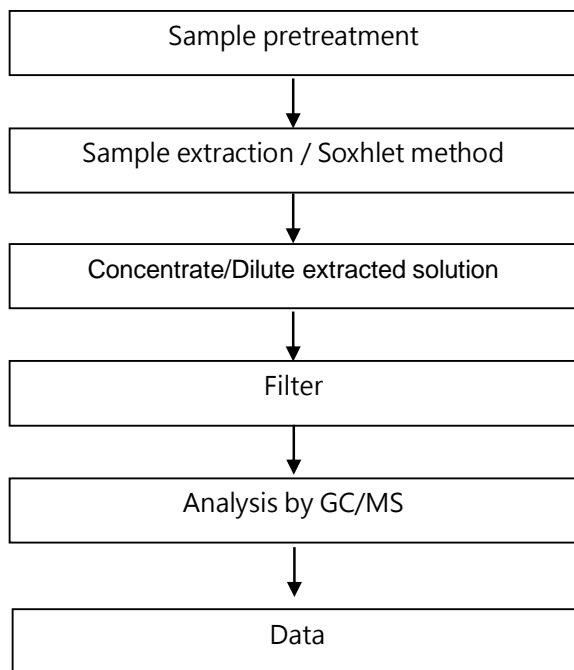 Sample pretreatment
Sample extraction / Soxhlet method
Concentrate/Dilute extracted solution
Filter
Analysis by GC/MS
Data